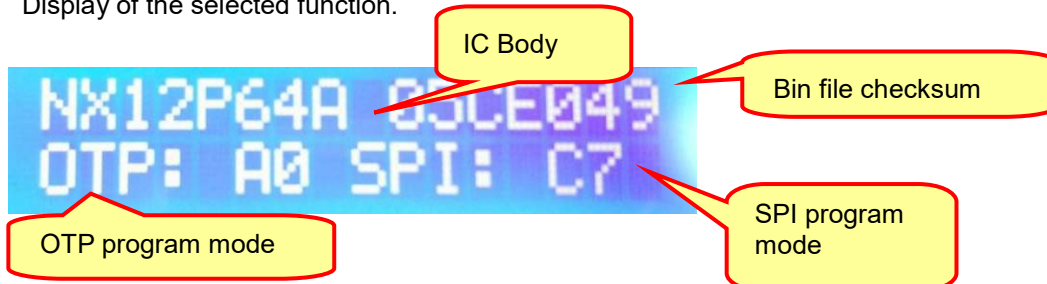 Display of the selected function.
IC Body
Bin file checksum
NX12P64A
OTP: A0 SPI: C7
OTP program mode
SPI program
mode